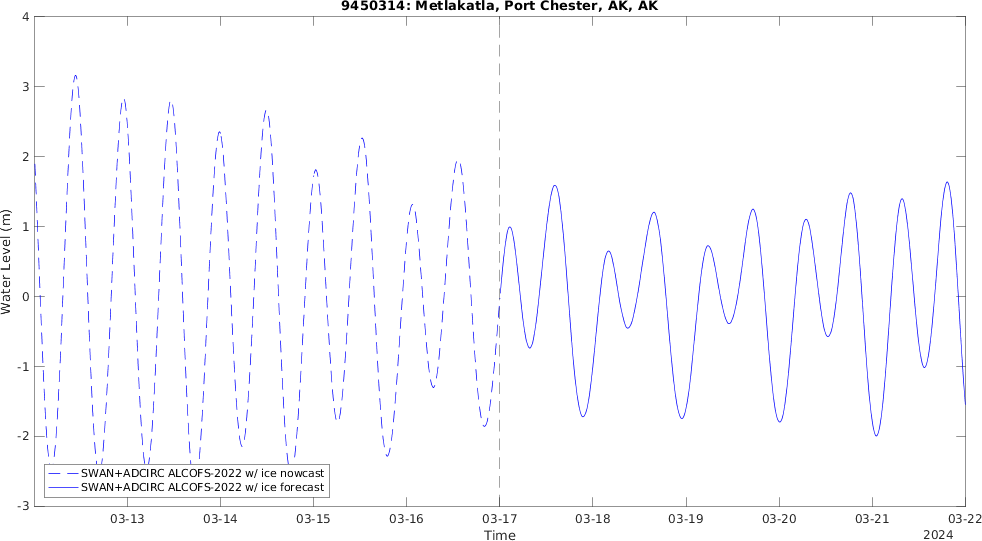 9450314: Metlakatla, Port Chester, AK, AK
4
3
2
1
0
-1
-2
-3
Water Level (m)
SWAN+ADCIRC ALCOFS-2022 w/ ice nowcast
SWAN+ADCIRC ALCOFS-2022 w/ ice forecast
03-13 03-14 03-15 03-16 03-17 03-18 03-19 03-20 03-21 03-22
Time
2024